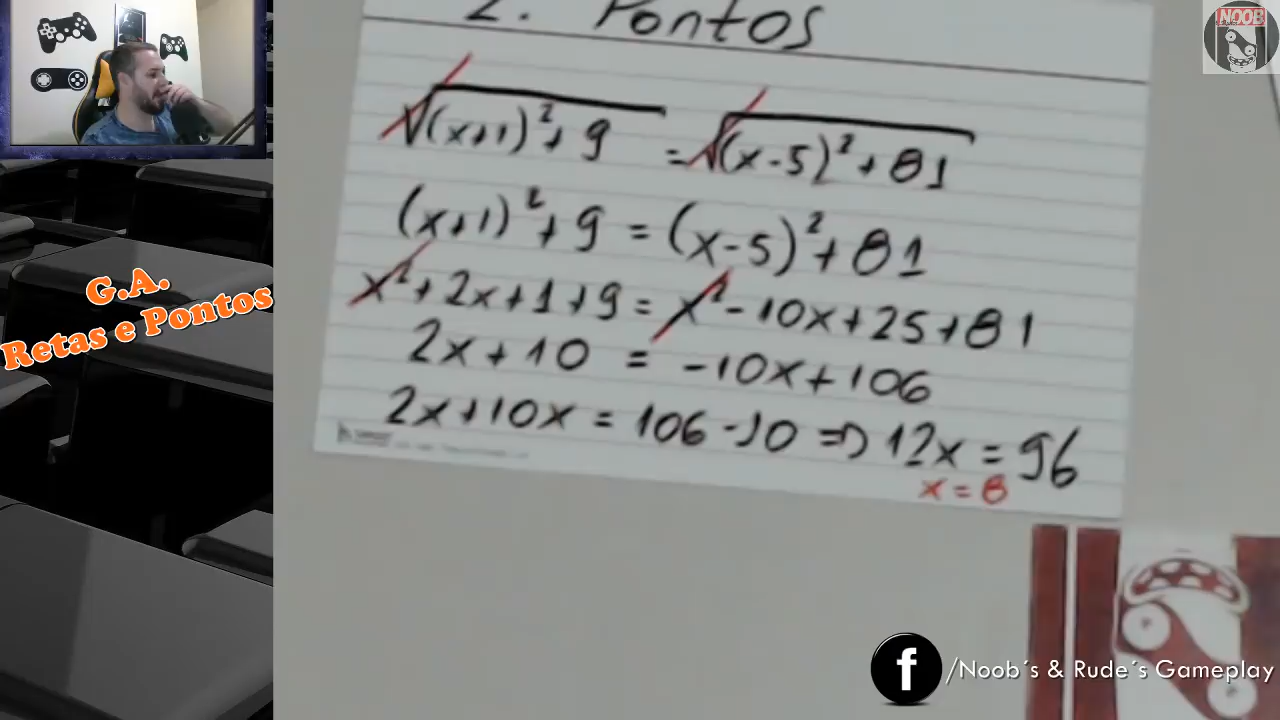 2. Pontos
√(x+1)²+9 = √(x-5)²+81
(x+1)²+9 = (x-5)²+81
x²+2x+1+9 = x²-10x+25+81
2x+10 = -10x+106
2x+10x = 106-10 => 12x = 96
x = 8
G.A.
Retas e Pontos
NOOB
f /Noob´s & Rude´s Gameplay